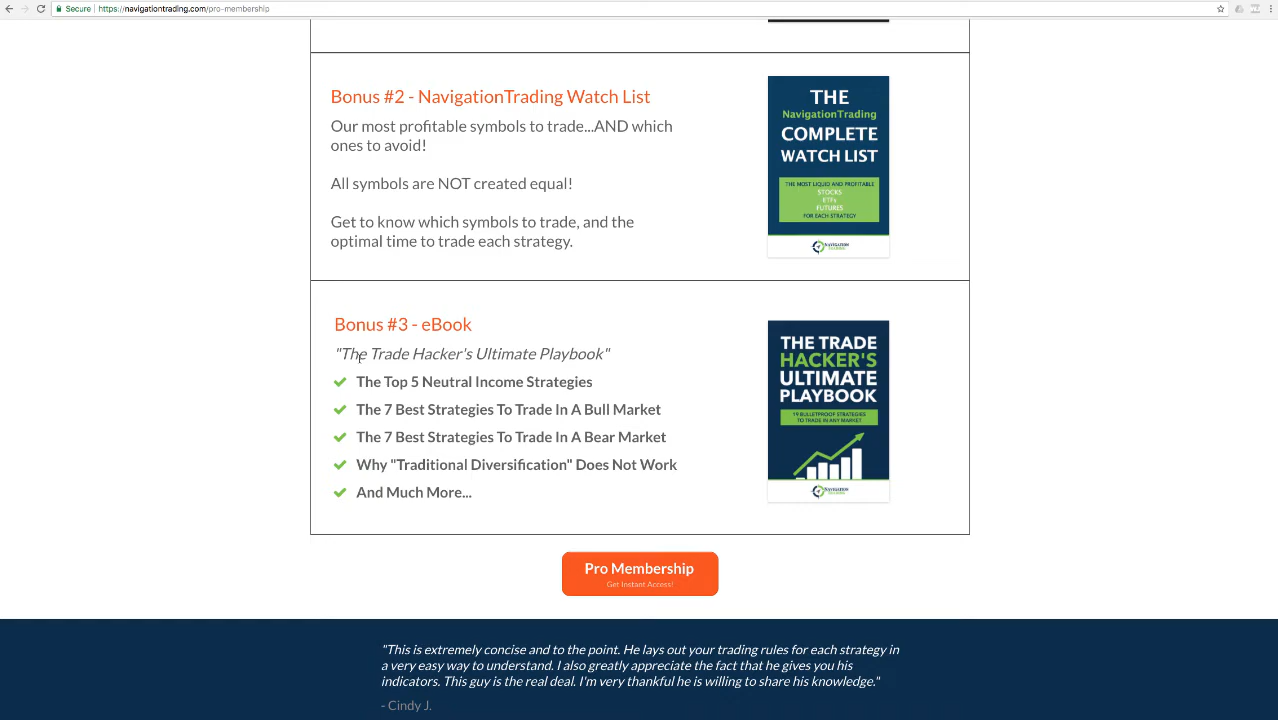 Secure
https://navigationtrading.com/pro-membership
Bonus #2 - NavigationTrading Watch List
Our most profitable symbols to trade...AND which
ones to avoid!
All symbols are NOT created equal!
Get to know which symbols to trade, and the
optimal time to trade each strategy.
THE
NavigationTrading
COMPLETE
WATCH LIST
THE MOST LIQUID AND PROFITABLE
STOCKS
ETFs
FUTURES
FOR EACH STRATEGY
NAVIGATION
TRADING
Bonus #3 - eBook
"The Trade Hacker's Ultimate Playbook"
The Top 5 Neutral Income Strategies
The 7 Best Strategies To Trade In A Bull Market
The 7 Best Strategies To Trade In A Bear Market
Why "Traditional Diversification" Does Not Work
And Much More...
THE TRADE
HACKER'S
ULTIMATE
PLAYBOOK
19 BULLETPROOF STRATEGIES
TO TRADE IN ANY MARKET
NAVIGATION
TRADING
Pro Membership
Get Instant Access!
"This is extremely concise and to the point. He lays out your trading rules for each strategy in
a very easy way to understand. I also greatly appreciate the fact that he gives you his
indicators. This guy is the real deal. I'm very thankful he is willing to share his knowledge."
- Cindy J.